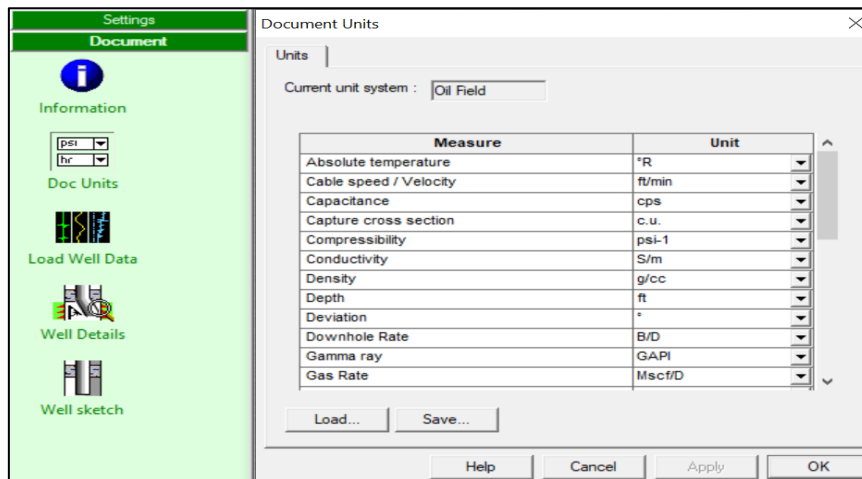 Settings
Document
Information
psi
hr
Doc Units
Load Well Data
Well Details
Well sketch
Document Units
Units
Current unit system : Oil Field
Measure Unit
Absolute temperature °R
Cable speed / Velocity ft/min
Capacitance cps
Capture cross section c.u.
Compressibility psi-1
Conductivity S/m
Density g/cc
Depth ft
Deviation °
Downhole Rate B/D
Gamma ray GAPI
Gas Rate Mscf/D
Load... Save...
Help Cancel Apply OK